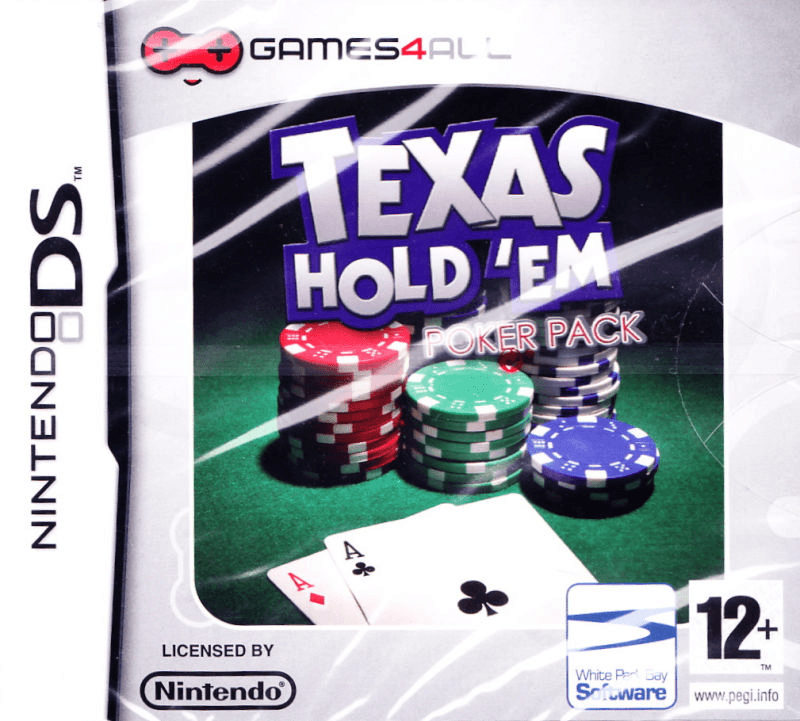 GAMES4ALL
NINTENDO DS™
TEXAS
HOLD 'EM
POKER PACK
A
A
LICENSED BY
Nintendo®
White Park Bay
Software
12+
™
www.pegi.info